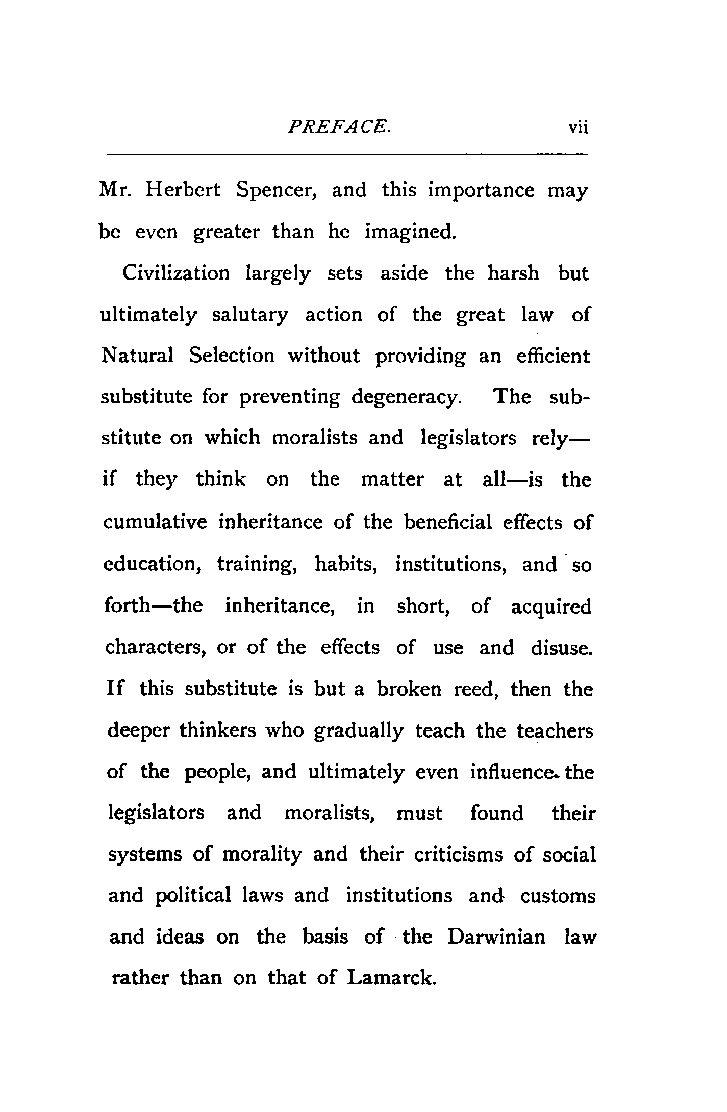 PREFACE. vii
Mr. Herbert Spencer, and this importance may
be even greater than he imagined.
Civilization largely sets aside the harsh but
ultimately salutary action of the great law of
Natural Selection without providing an efficient
substitute for preventing degeneracy. The sub-
stitute on which moralists and legislators rely—
if they think on the matter at all—is the
cumulative inheritance of the beneficial effects of
education, training, habits, institutions, and so
forth—the inheritance, in short, of acquired
characters, or of the effects of use and disuse.
If this substitute is but a broken reed, then the
deeper thinkers who gradually teach the teachers
of the people, and ultimately even influence the
legislators and moralists, must found their
systems of morality and their criticisms of social
and political laws and institutions and customs
and ideas on the basis of the Darwinian law
rather than on that of Lamarck.